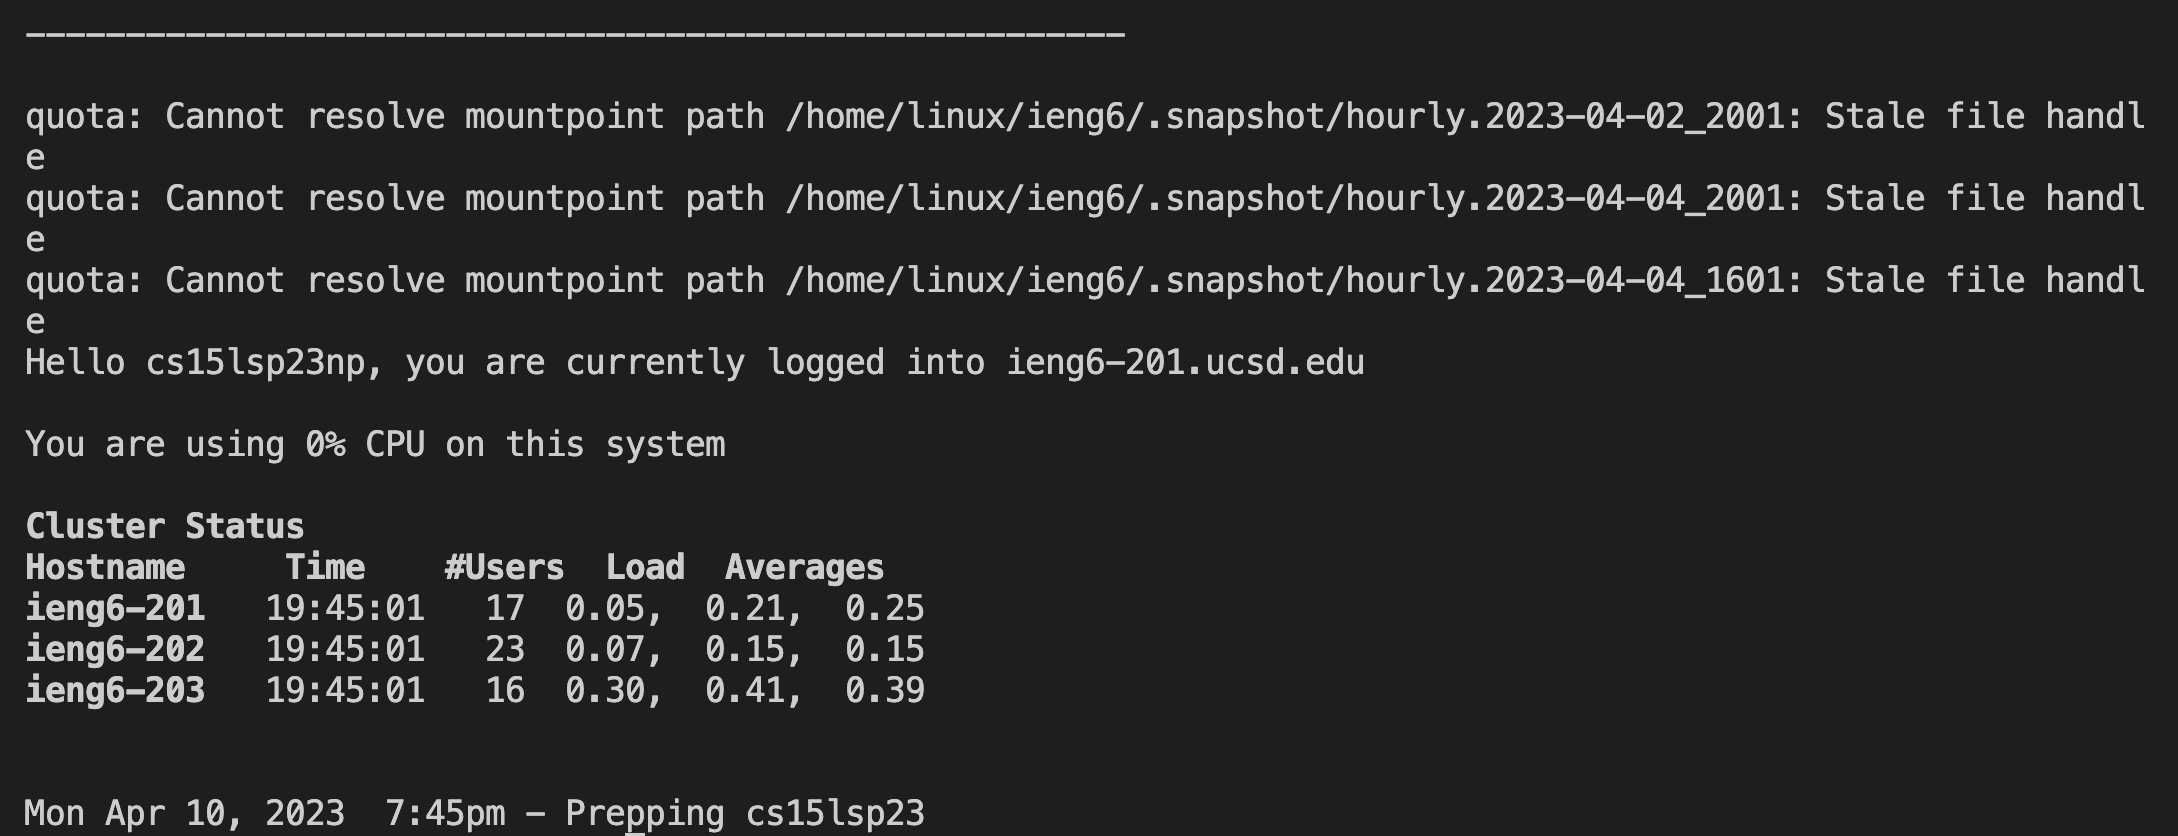 -------------------------------------------------------
quota: Cannot resolve mountpoint path /home/linux/ieng6/.snapshot/hourly.2023-04-02_2001: Stale file handl
e
quota: Cannot resolve mountpoint path /home/linux/ieng6/.snapshot/hourly.2023-04-04_2001: Stale file handl
e
quota: Cannot resolve mountpoint path /home/linux/ieng6/.snapshot/hourly.2023-04-04_1601: Stale file handl
e
Hello cs15lsp23np, you are currently logged into ieng6-201.ucsd.edu
You are using 0% CPU on this system
Cluster Status
Hostname     Time    #Users  Load  Averages
ieng6-201   19:45:01   17  0.05,  0.21,  0.25
ieng6-202   19:45:01   23  0.07,  0.15,  0.15
ieng6-203   19:45:01   16  0.30,  0.41,  0.39
Mon Apr 10, 2023  7:45pm - Prepping cs15lsp23